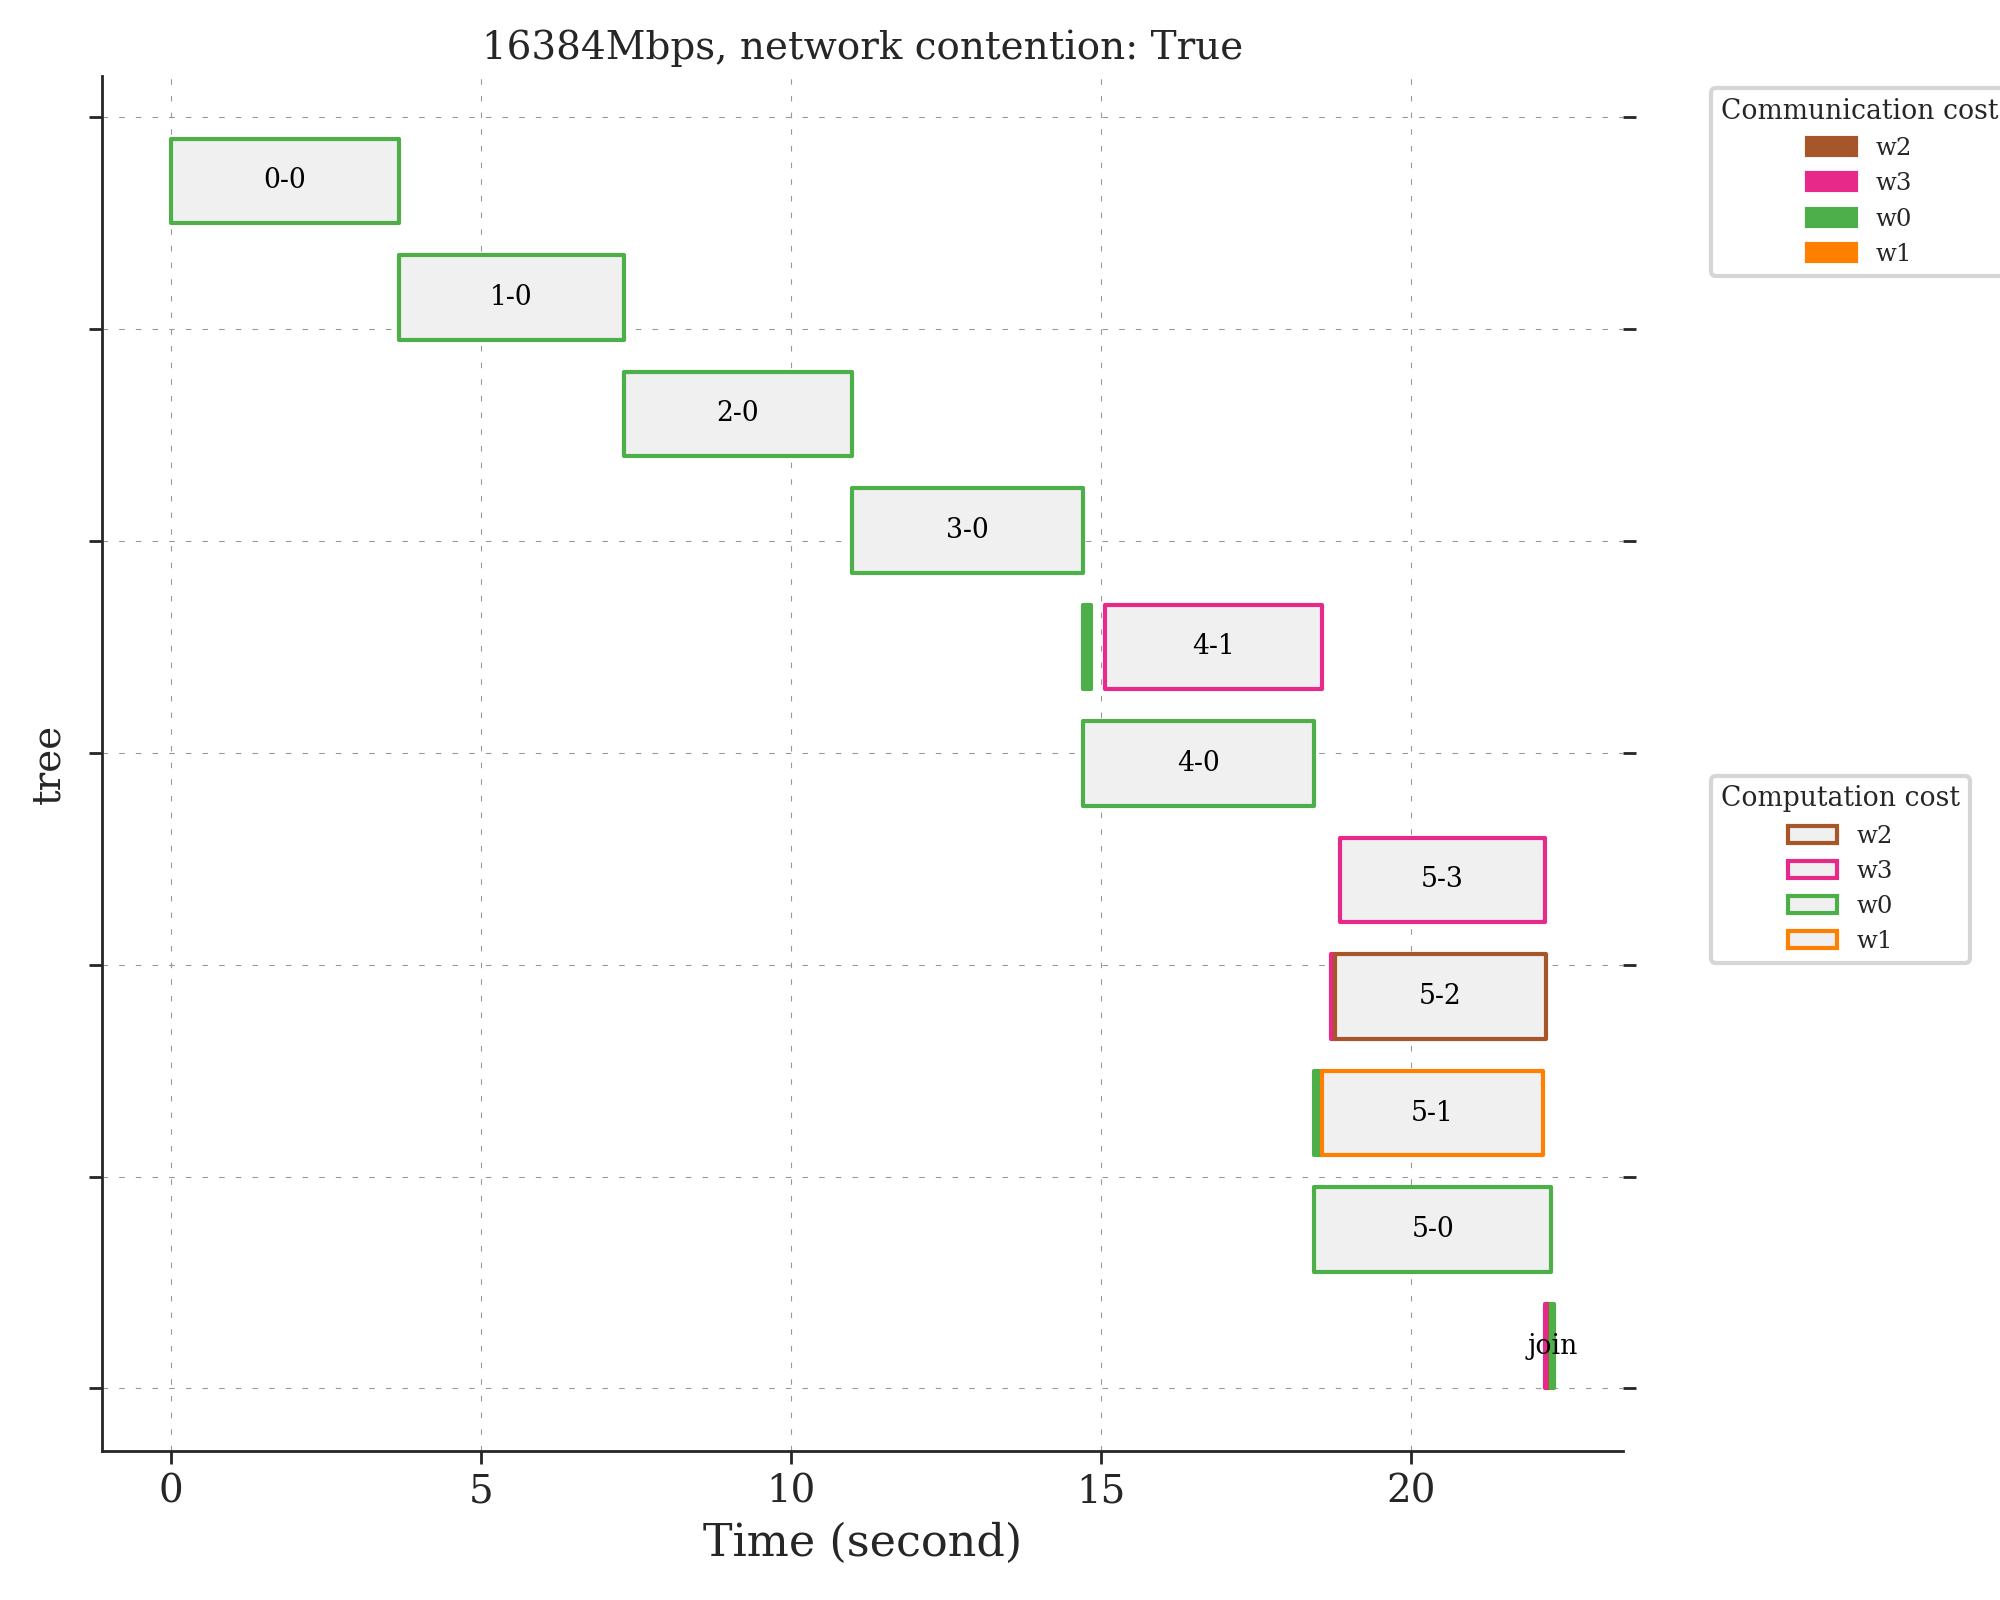 16384Mbps, network contention: True
Communication cost
w2
w3
w0
w1
0-0
1-0
2-0
3-0
4-1
4-0
5-3
5-2
5-1
5-0
join
tree
Computation cost
w2
w3
w0
w1
0 5 10 15 20
Time (second)